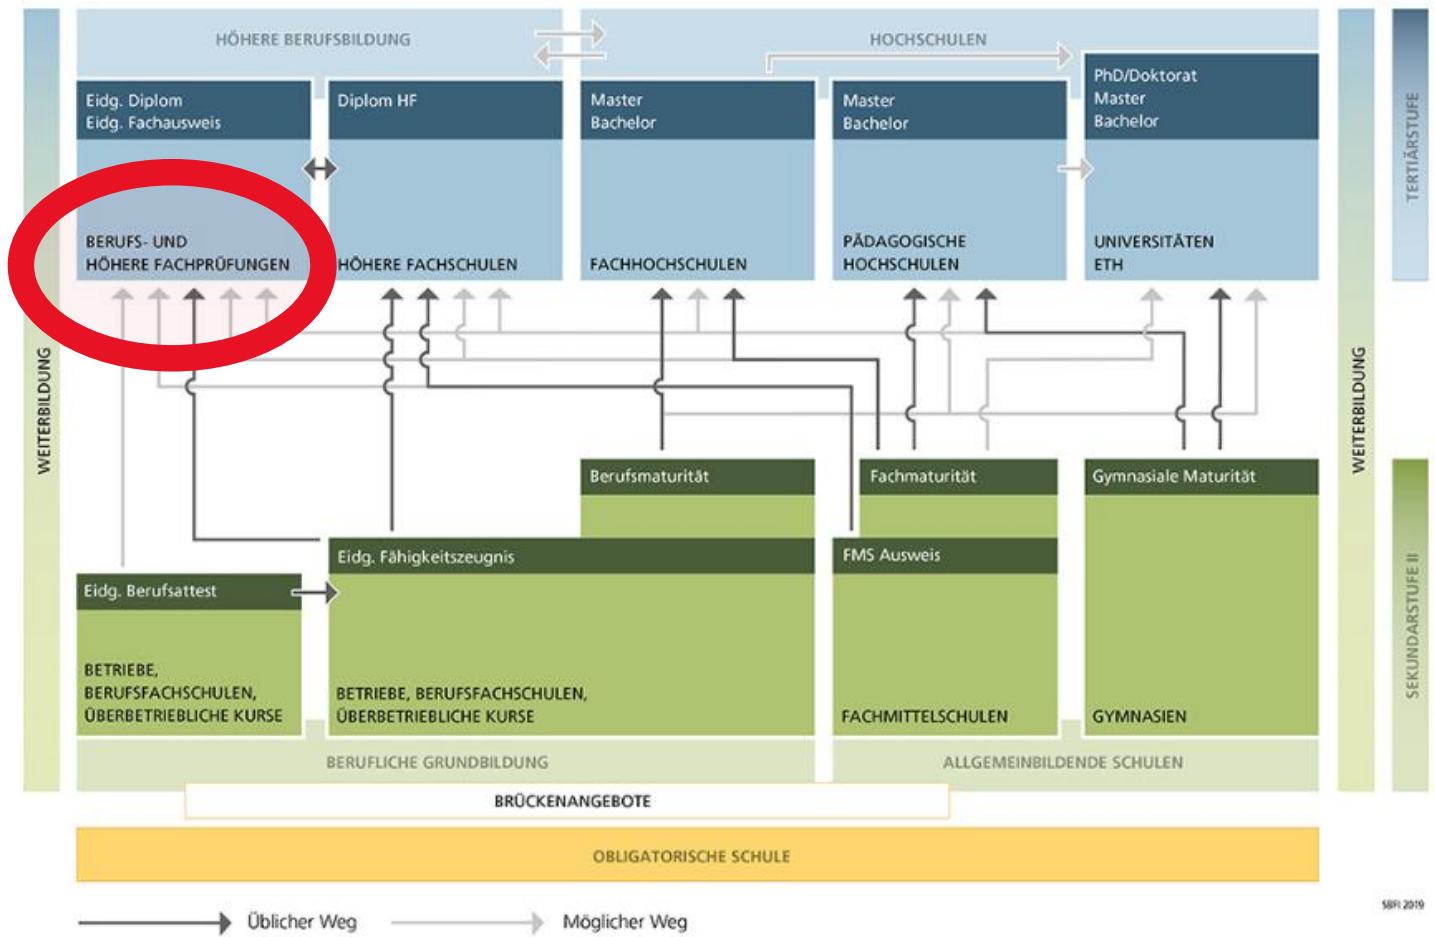 HÖHERE BERUFSBILDUNG
HOCHSCHULEN
Eidg. Diplom
Eidg. Fachausweis
Diplom HF
Master
Bachelor
Master
Bachelor
PhD/Doktorat
Master
Bachelor
BERUFS- UND
HÖHERE FACHPRÜFUNGEN
HÖHERE FACHSCHULEN
FACHHOCHSCHULEN
PÄDAGOGISCHE
HOCHSCHULEN
UNIVERSITÄTEN
ETH
TERTIÄRSTUFE
WEITERBILDUNG
WEITERBILDUNG
Berufsmaturität
Fachmaturität
Gymnasiale Maturität
Eidg. Fähigkeitszeugnis
FMS Ausweis
Eidg. Berufsattest
BETRIEBE,
BERUFSFACHSCHULEN,
ÜBERBETRIEBLICHE KURSE
BETRIEBE, BERUFSFACHSCHULEN,
ÜBERBETRIEBLICHE KURSE
FACHMITTELSCHULEN
GYMNASIEN
SEKUNDARSTUFE II
BERUFLICHE GRUNDBILDUNG
ALLGEMEINBILDENDE SCHULEN
BRÜCKENANGEBOTE
OBLIGATORISCHE SCHULE
Üblicher Weg
Möglicher Weg
SBFI 2019